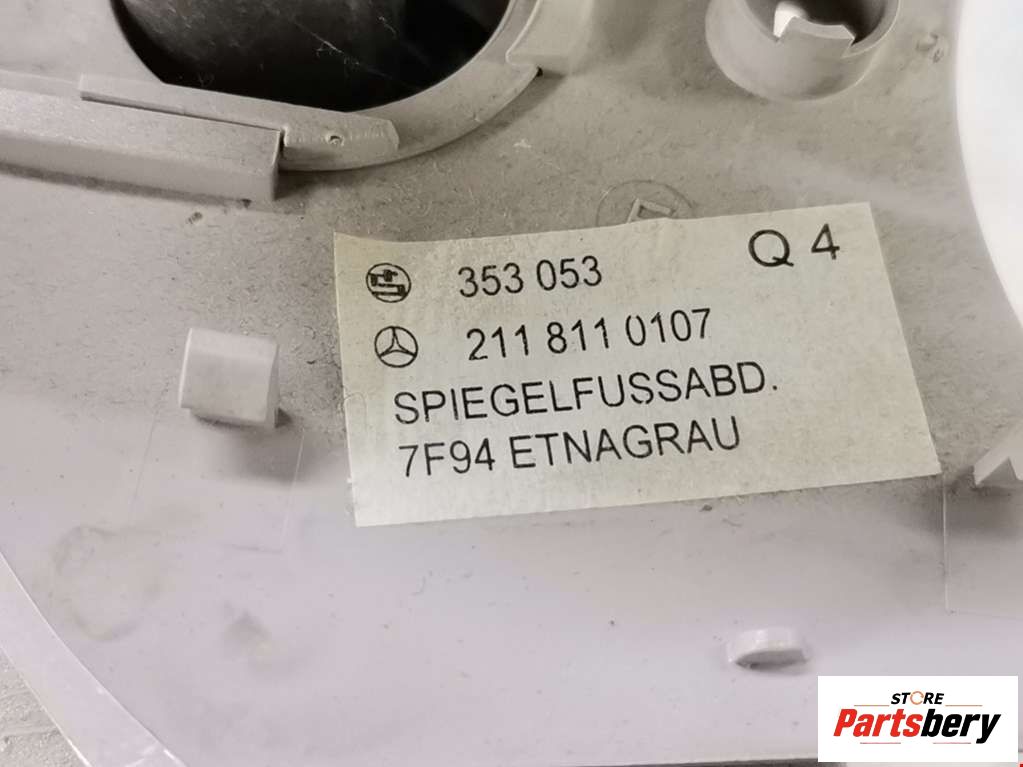 353 053 Q 4
211 811 0107
SPIEGELFUSSABD.
7F94 ETNAGRAU
STORE
Partsbery